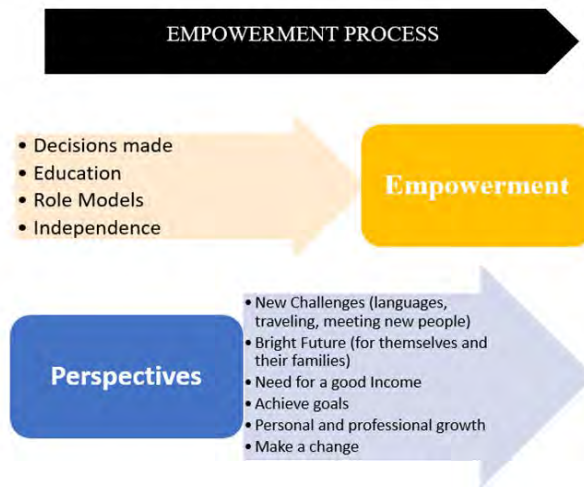 EMPOWERMENT PROCESS
• Decisions made
• Education
• Role Models
• Independence
Empowerment
Perspectives
• New Challenges (languages,
traveling, meeting new people)
• Bright Future (for themselves and
their families)
• Need for a good Income
• Achieve goals
• Personal and professional growth
• Make a change